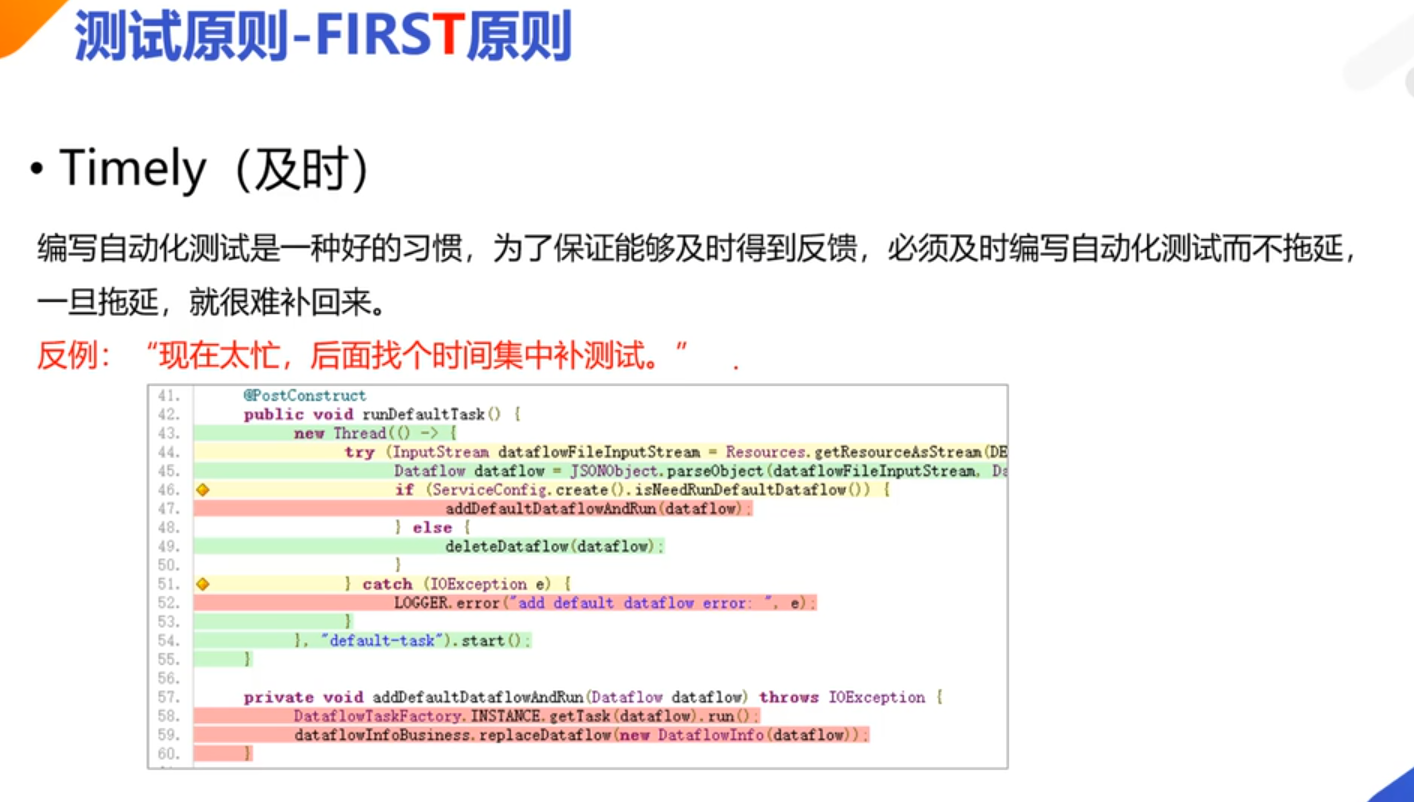 测试原则-FIRST原则
• Timely（及时）
编写自动化测试是一种好的习惯，为了保证能够及时得到反馈，必须及时编写自动化测试而不拖延，
一旦拖延，就很难补回来。
反例：“现在太忙，后面找个时间集中补测试。”
41. @PostConstruct
42. public void runDefaultTask() {
43. new Thread(() -> {
44. try (InputStream dataflowFileInputStream = Resources.getResourceAsStream(DE
45. Dataflow dataflow = JSONObject.parseObject(dataflowFileInputStream, Da
46. if (ServiceConfig.create().isNeedRunDefaultDataflow()) {
47. addDefaultDataflowAndRun(dataflow);
48. } else {
49. deleteDataflow(dataflow);
50. }
51. } catch (IOException e) {
52. LOGGER.error("add default dataflow error: ", e);
53. }
54. }, "default-task").start();
55. }
56.
57. private void addDefaultDataflowAndRun(Dataflow dataflow) throws IOException {
58. DataflowTaskFactory.INSTANCE.getTask(dataflow).run();
59. dataflowInfoBusiness.replaceDataflow(new DataflowInfo(dataflow));
60. }